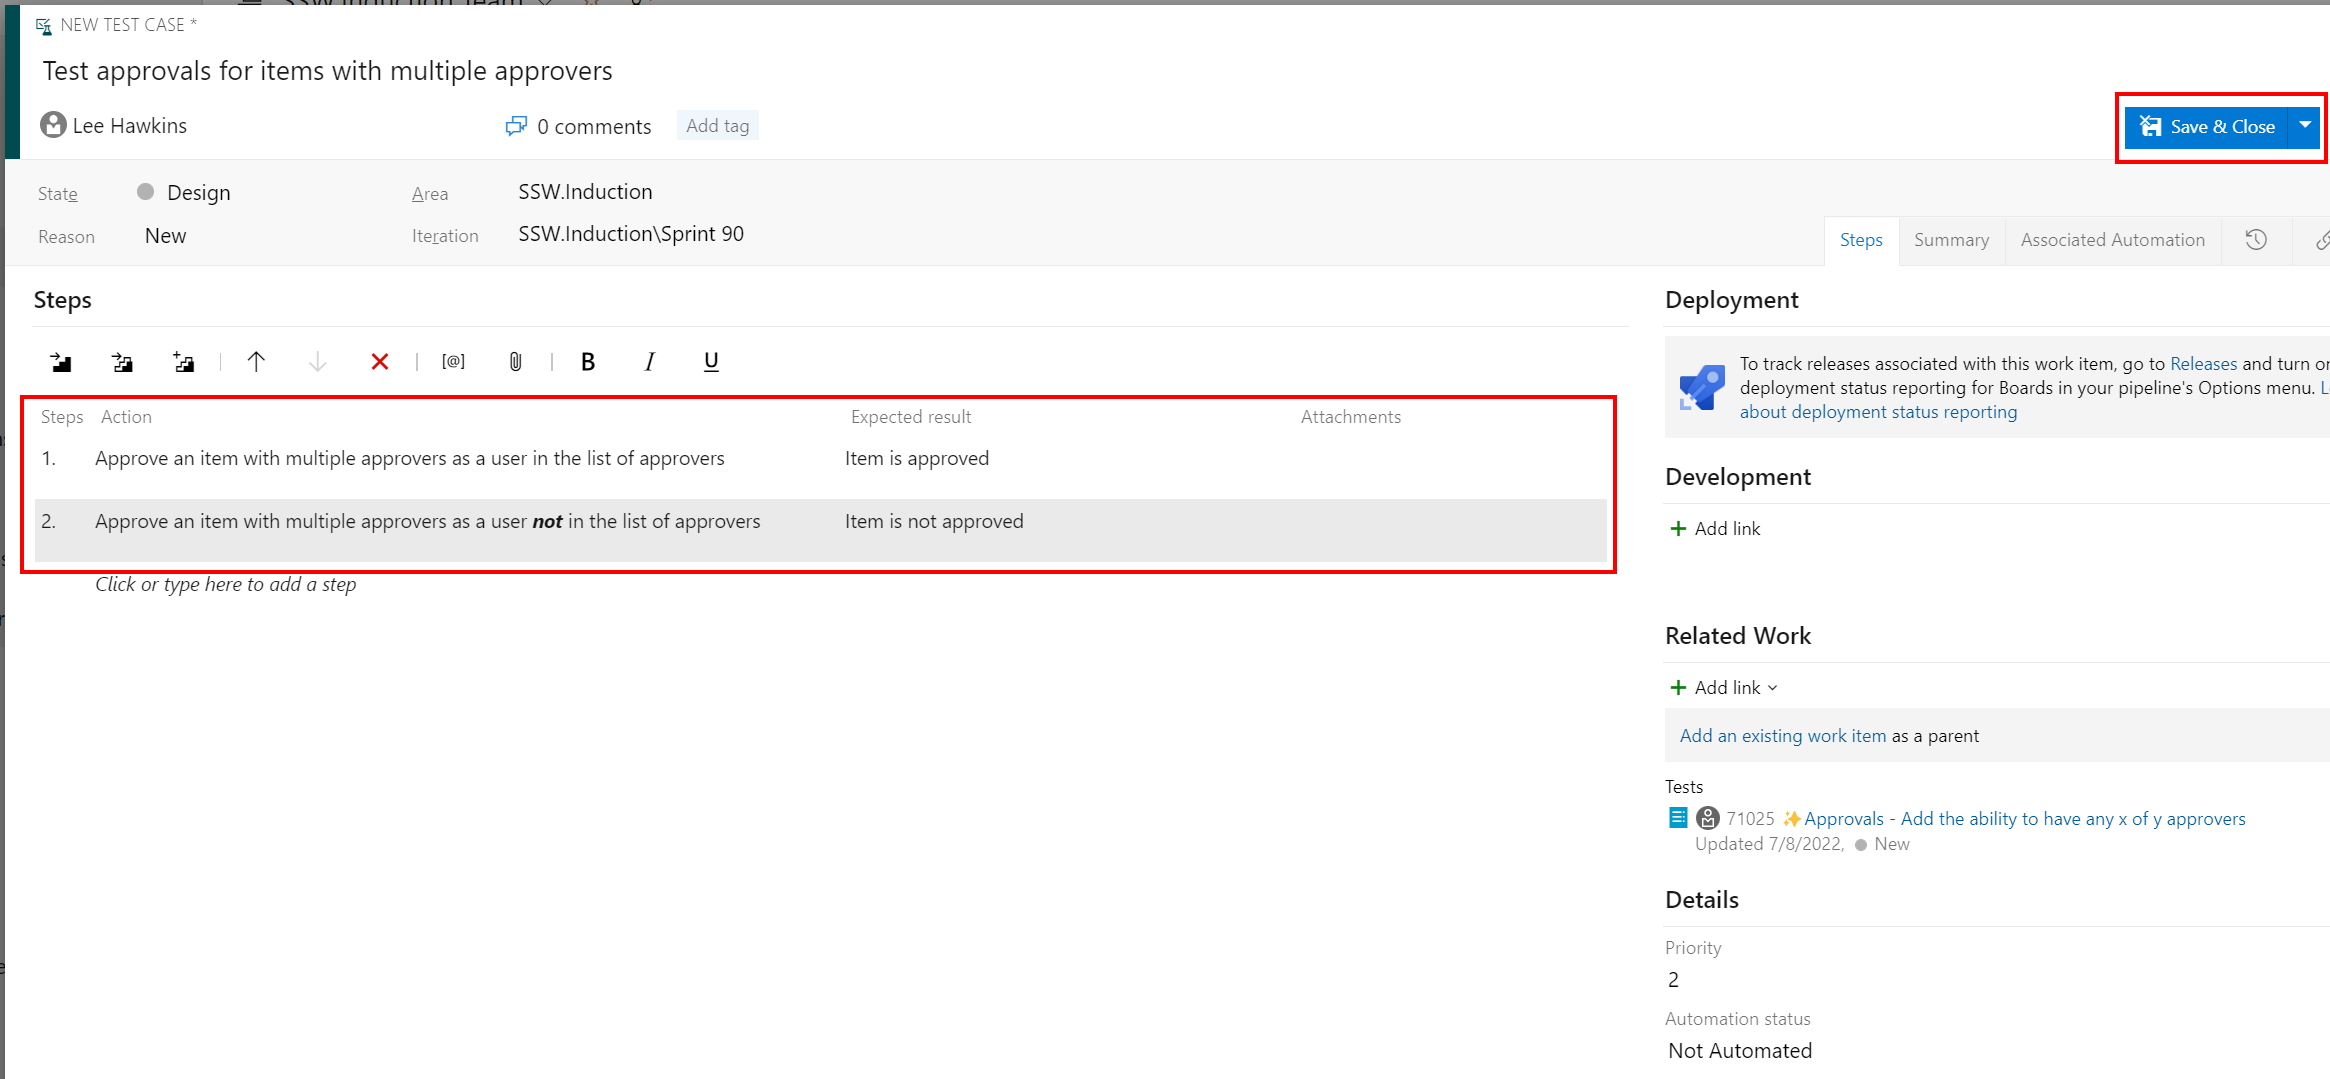 NEW TEST CASE *
Test approvals for items with multiple approvers
Lee Hawkins
0 comments
Add tag
Save & Close
State
Design
Area
SSW.Induction
Reason
New
Iteration
SSW.Induction\Sprint 90
Steps
Summary
Associated Automation
Steps
[@]
B
I
U
Steps Action Expected result Attachments
1. Approve an item with multiple approvers as a user in the list of approvers Item is approved
2. Approve an item with multiple approvers as a user not in the list of approvers Item is not approved
Click or type here to add a step
Deployment
To track releases associated with this work item, go to Releases and turn
deployment status reporting for Boards in your pipeline's Options menu.
about deployment status reporting
Development
+ Add link
Related Work
+ Add link
Add an existing work item as a parent
Tests
71025 ✨Approvals - Add the ability to have any x of y approvers
Updated 7/8/2022, New
Details
Priority
2
Automation status
Not Automated